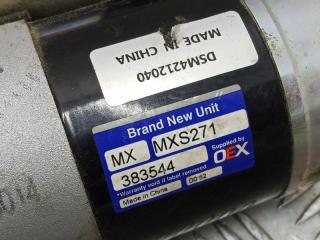 DSM4212040
MADE IN CHINA
Brand New Unit
MX MXS271
383544
Supplied by
OEX
*Warranty void if label removed
Made in China 00:52